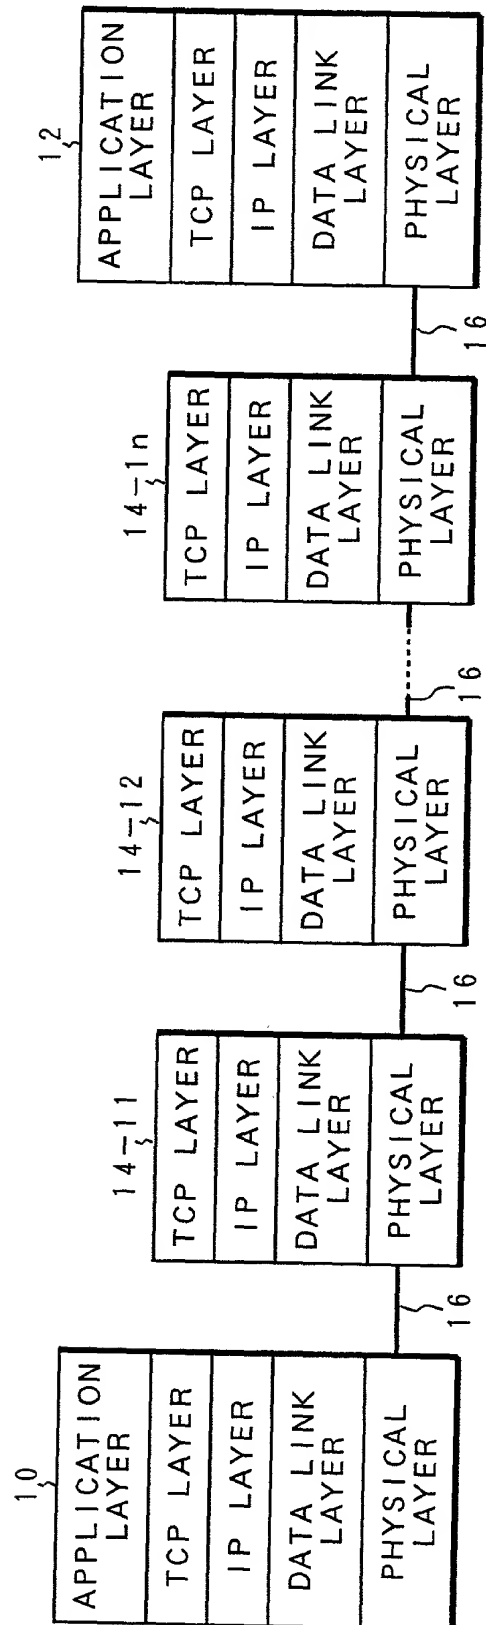 10
APPLICATION
LAYER
TCP LAYER
IP LAYER
DATA LINK
LAYER
PHYSICAL
LAYER
16
14-11
TCP LAYER
IP LAYER
DATA LINK
LAYER
PHYSICAL
LAYER
16
14-12
TCP LAYER
IP LAYER
DATA LINK
LAYER
PHYSICAL
LAYER
16
14-1n
TCP LAYER
IP LAYER
DATA LINK
LAYER
PHYSICAL
LAYER
16
12
APPLICATION
LAYER
TCP LAYER
IP LAYER
DATA LINK
LAYER
PHYSICAL
LAYER